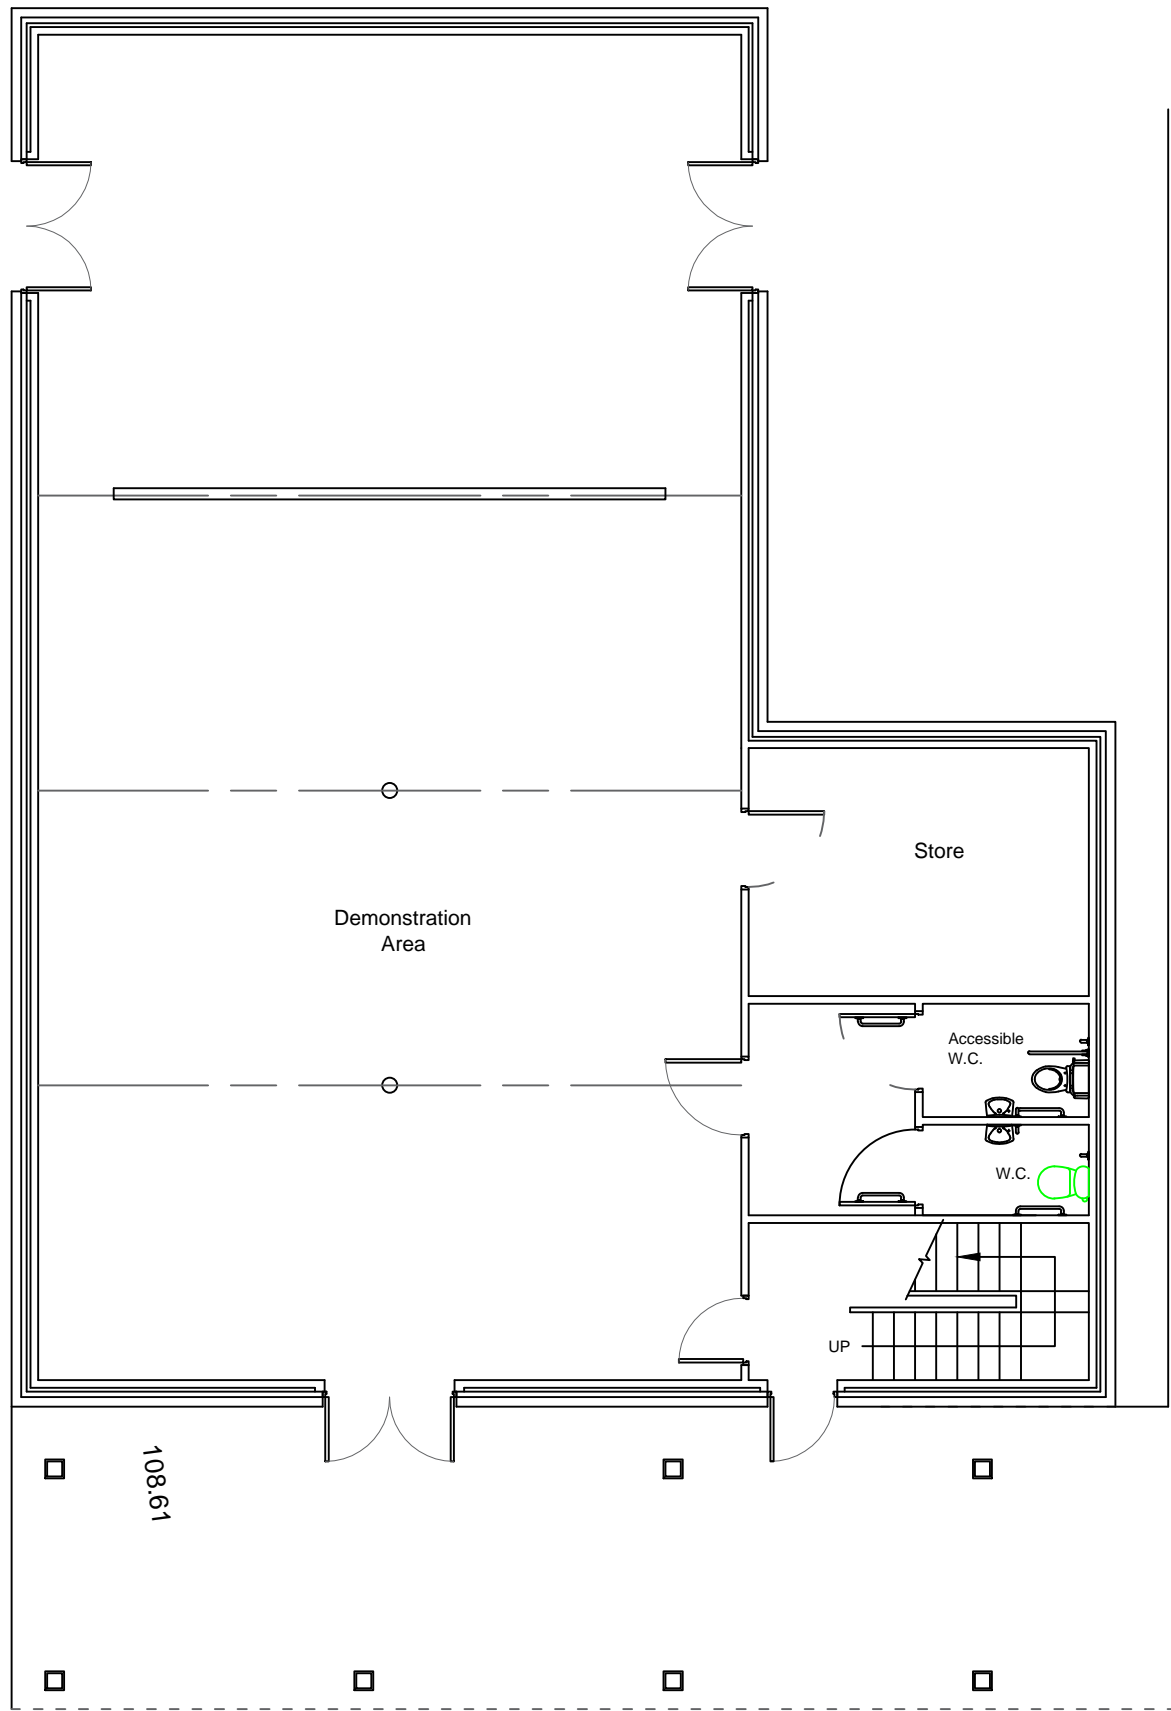 Store
Demonstration
Area
Accessible
W.C.
W.C.
UP
108.61